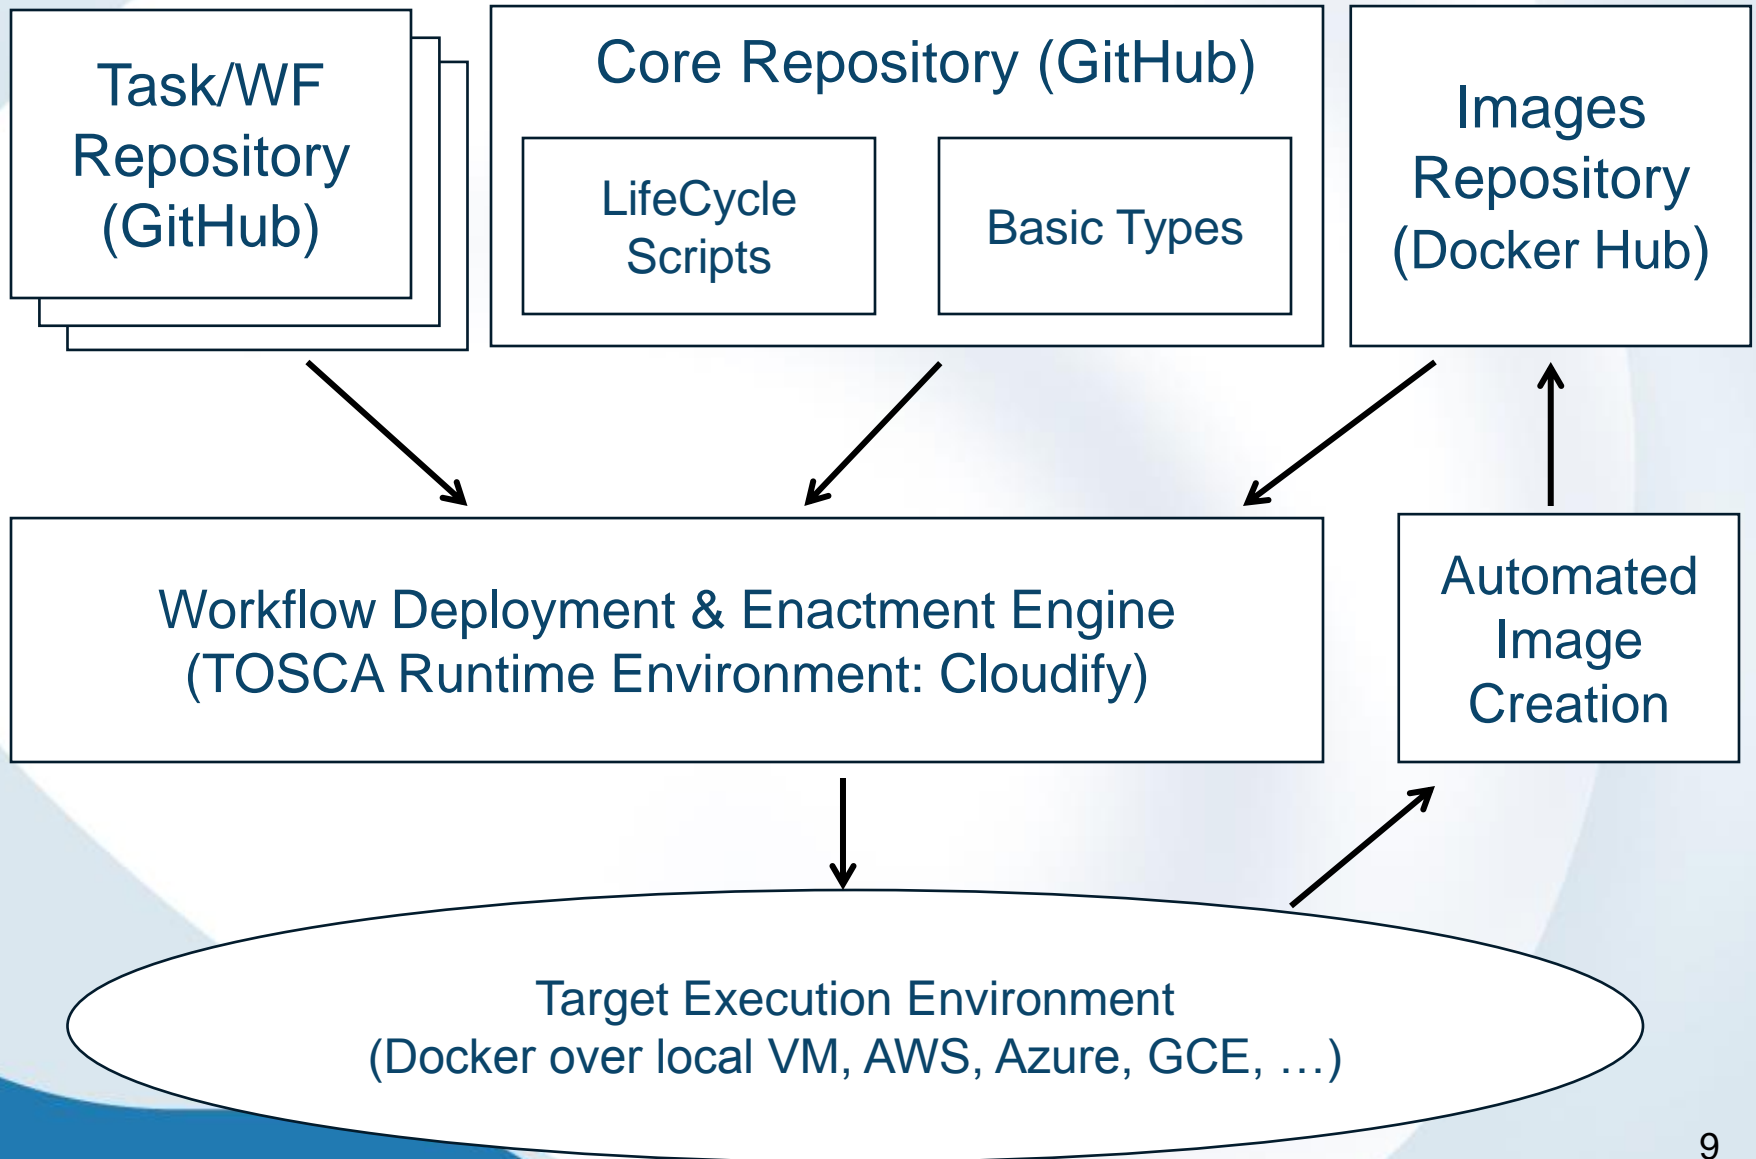 Task/WF
Repository
(GitHub)
Core Repository (GitHub)
LifeCycle
Scripts
Basic Types
Images
Repository
(Docker Hub)
Workflow Deployment & Enactment Engine
(TOSCA Runtime Environment: Cloudify)
Automated
Image
Creation
Target Execution Environment
(Docker over local VM, AWS, Azure, GCE, …)
9